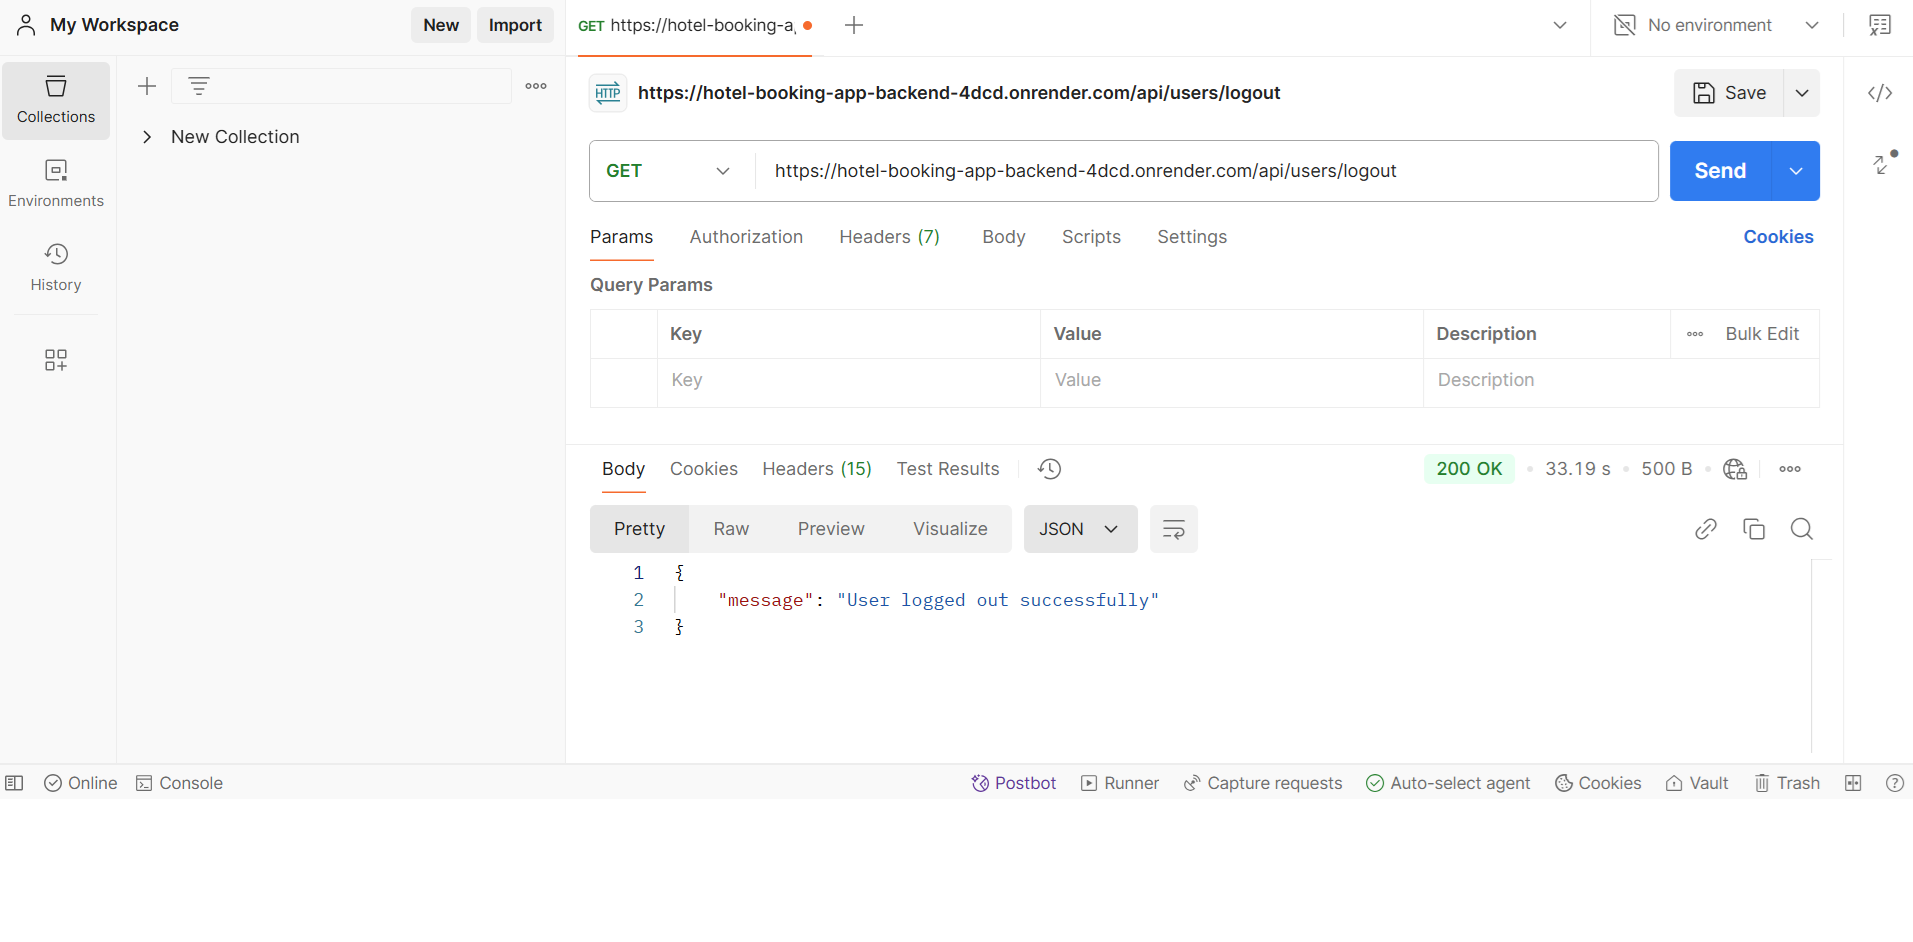 My Workspace
New
Import
GET https://hotel-booking-a
No environment
Collections
Environments
History
New Collection
HTTP
https://hotel-booking-app-backend-4dcd.onrender.com/api/users/logout
Save
GET
https://hotel-booking-app-backend-4dcd.onrender.com/api/users/logout
Send
Params Authorization Headers (7) Body Scripts Settings Cookies
Query Params
Key Value Description Bulk Edit
Key Value Description
Body Cookies Headers (15) Test Results 200 OK 33.19 s 500 B
Pretty Raw Preview Visualize JSON
1 {
2 "message": "User logged out successfully"
3 }
Online Console Postbot Runner Capture requests Auto-select agent Cookies Vault Trash